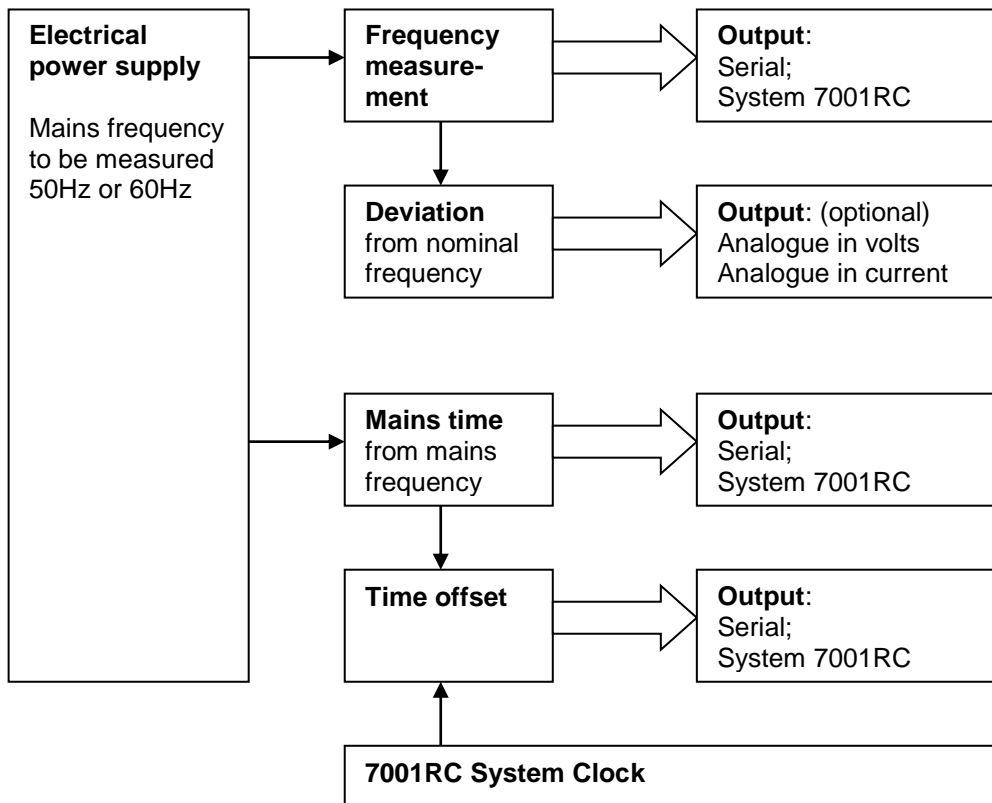 Electrical
power supply
Mains frequency
to be measured
50Hz or 60Hz
Frequency
measure-
ment
Output:
Serial;
System 7001RC
Deviation
from nominal
frequency
Output: (optional)
Analogue in volts
Analogue in current
Mains time
from mains
frequency
Output:
Serial;
System 7001RC
Time offset
Output:
Serial;
System 7001RC
7001RC System Clock